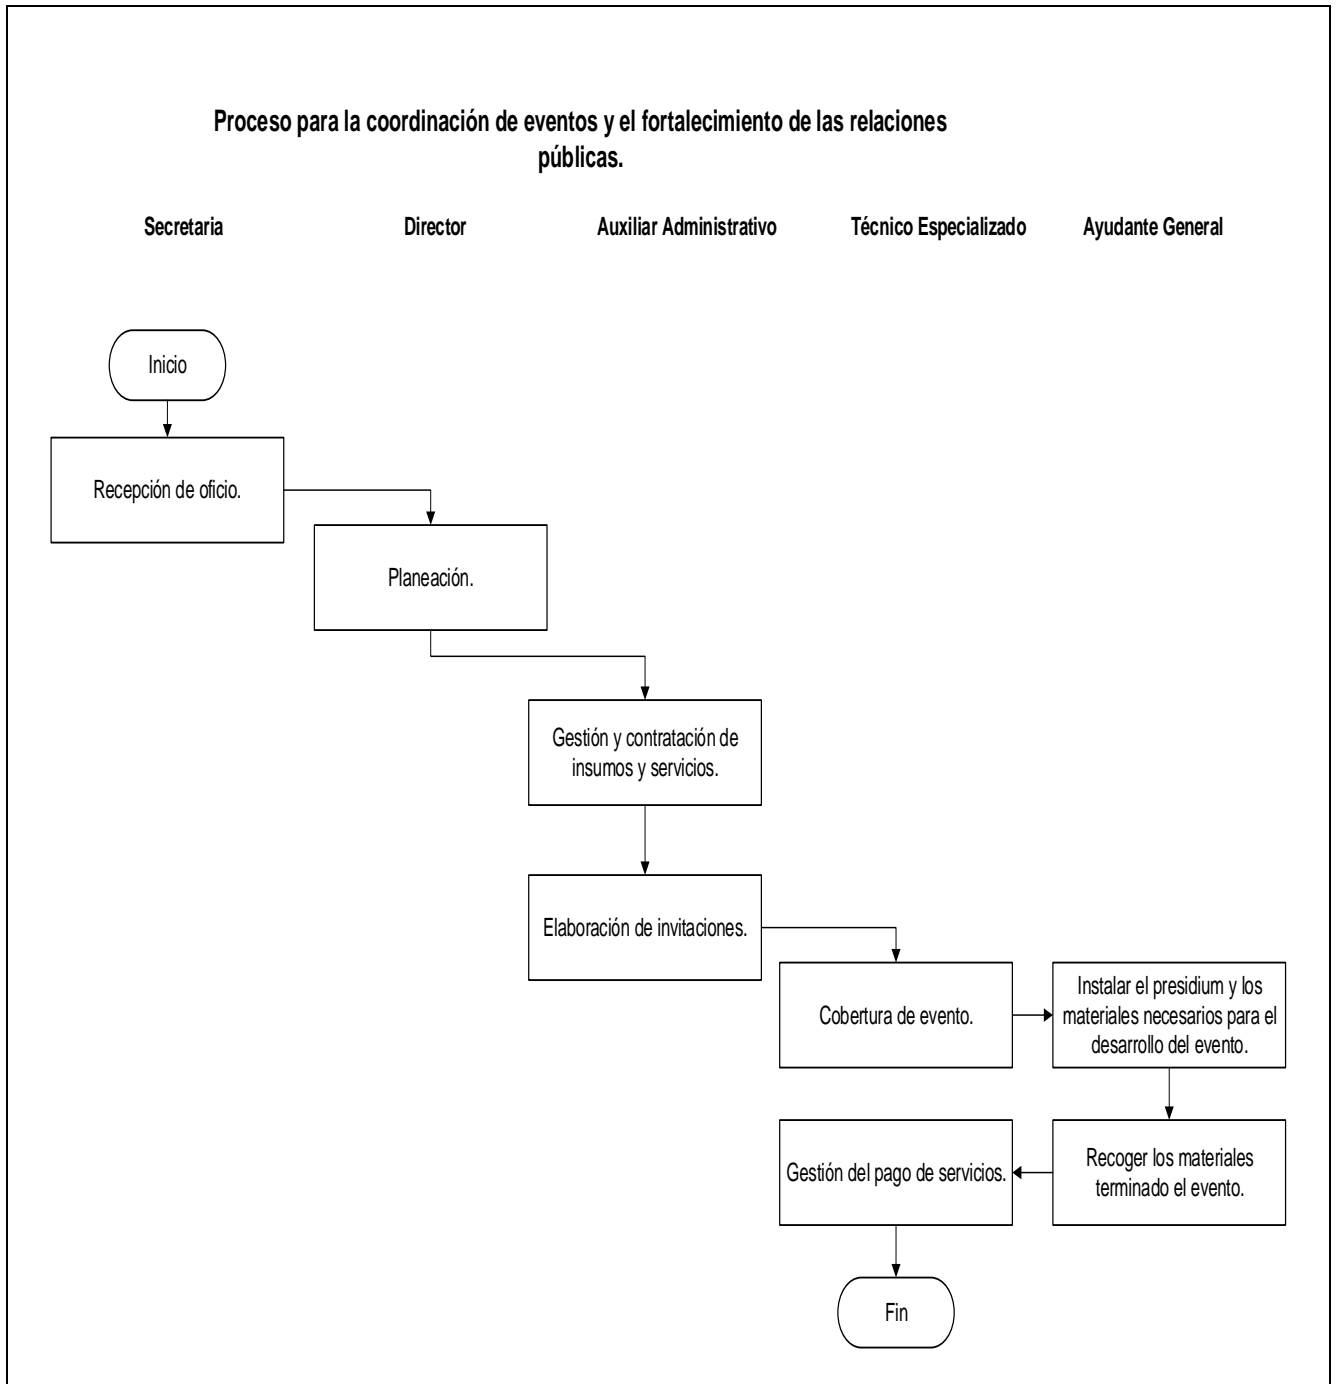 Proceso para la coordinación de eventos y el fortalecimiento de las relaciones
públicas.
Secretaria
Director
Auxiliar Administrativo
Técnico Especializado
Ayudante General
Inicio
Recepción de oficio.
Planeación.
Gestión y contratación de
insumos y servicios.
Elaboración de invitaciones.
Cobertura de evento.
Instalar el presidium y los
materiales necesarios para el
desarrollo del evento.
Recoger los materiales
terminado el evento.
Gestión del pago de servicios.
Fin